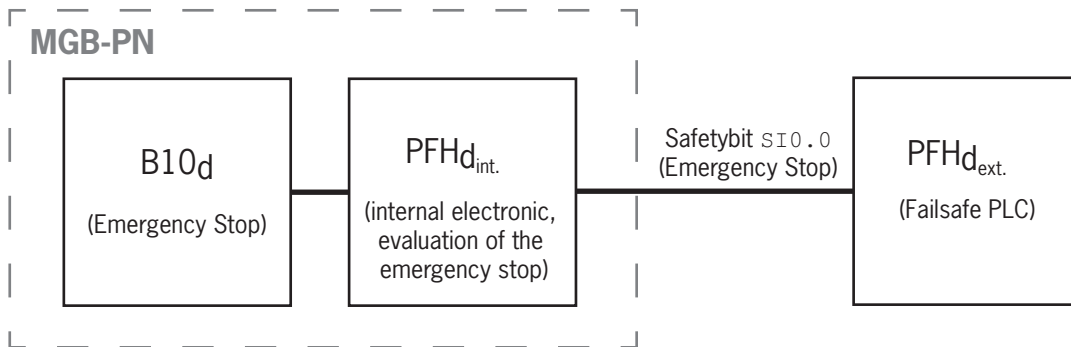 MGB-PN
B10d
(Emergency Stop)
PFHdint.
(internal electronic,
evaluation of the
emergency stop)
Safetybit SI0.0
(Emergency Stop)
PFHdext.
(Failsafe PLC)